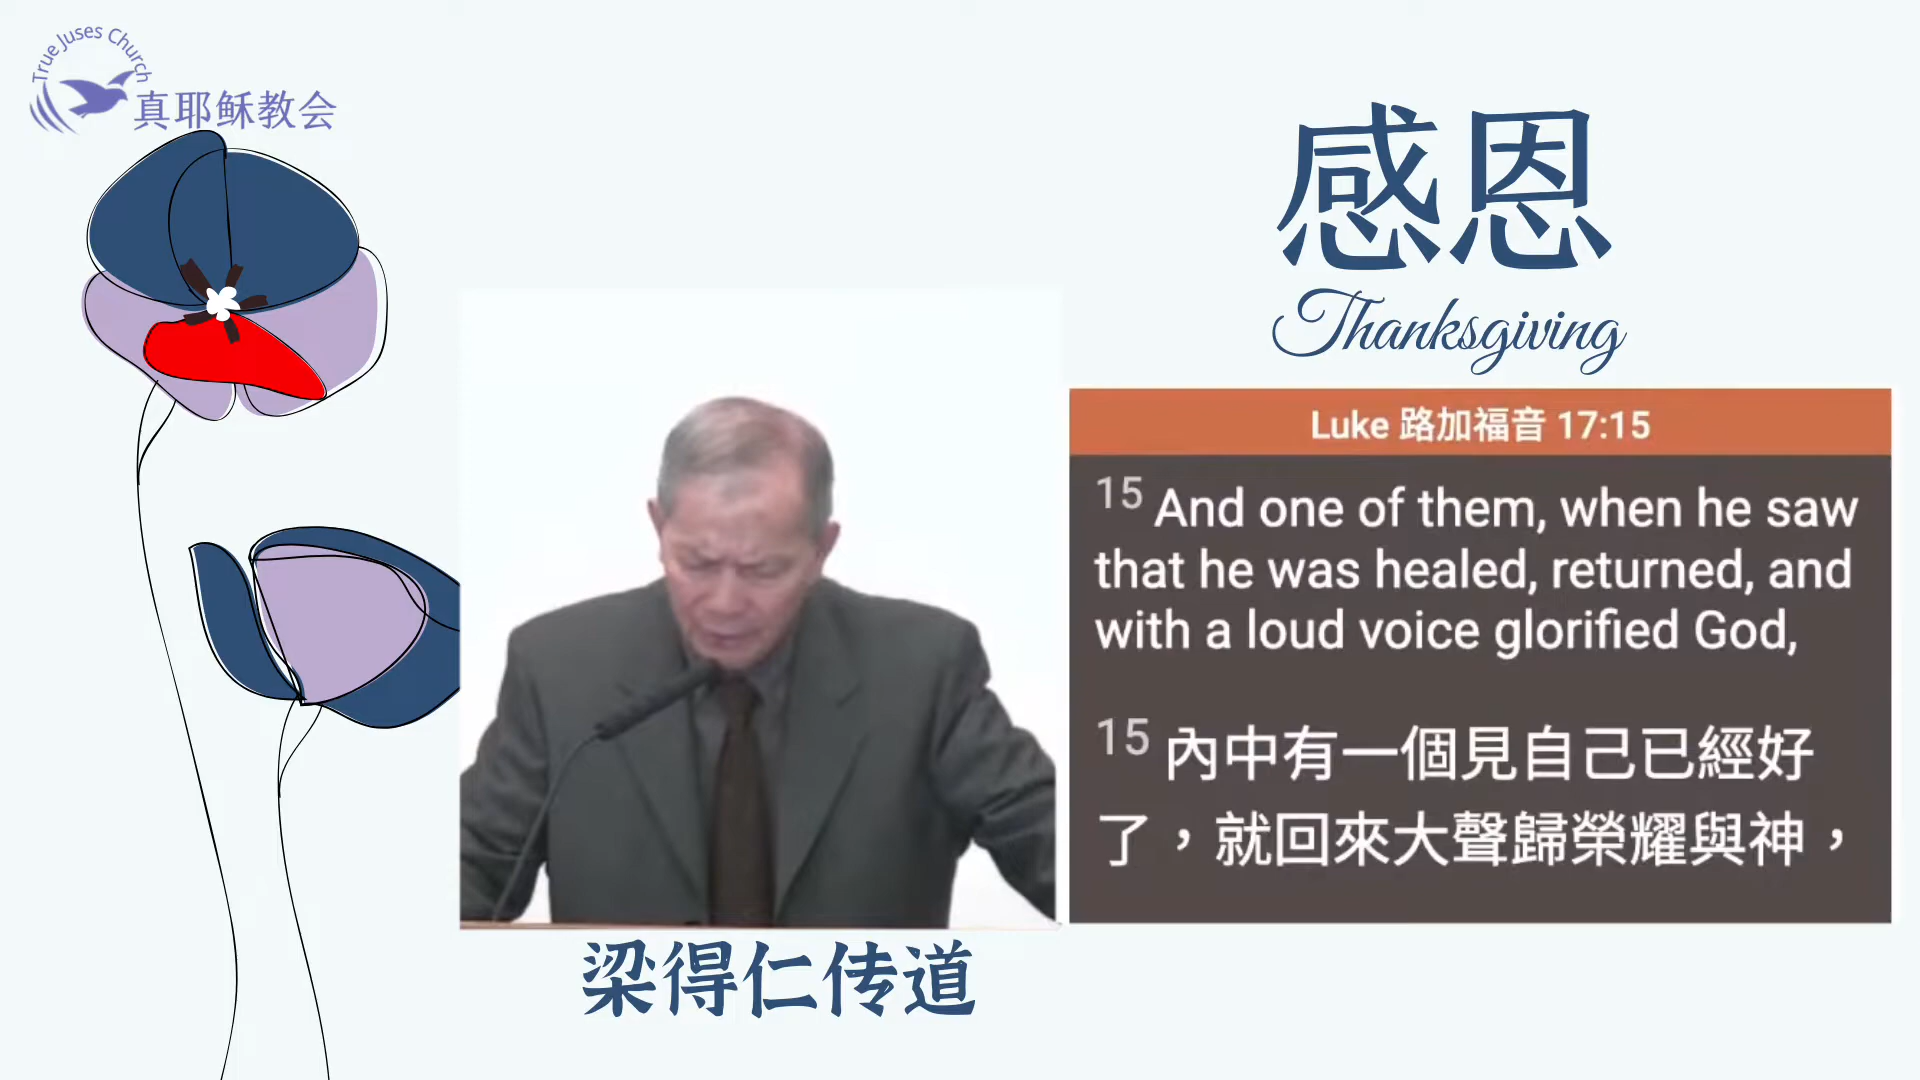 True Juses Church
真耶稣教会
感恩
Thanksgiving
Luke 路加福音 17:15
15 And one of them, when he saw
that he was healed, returned, and
with a loud voice glorified God,
15 內中有一個見自己已經好
了，就回來大聲歸榮耀與神，
梁得仁传道